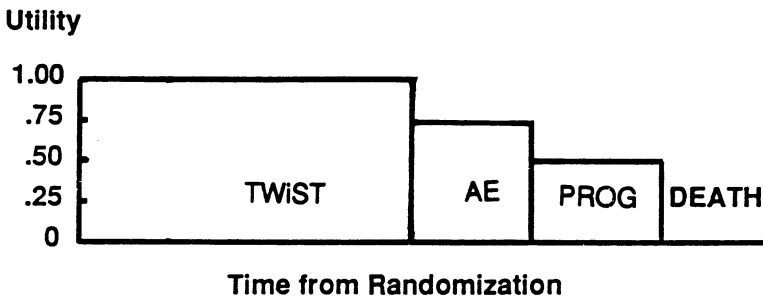 Utility
1.00
.75
.50
.25
0
TWiST
AE
PROG
DEATH
Time from Randomization